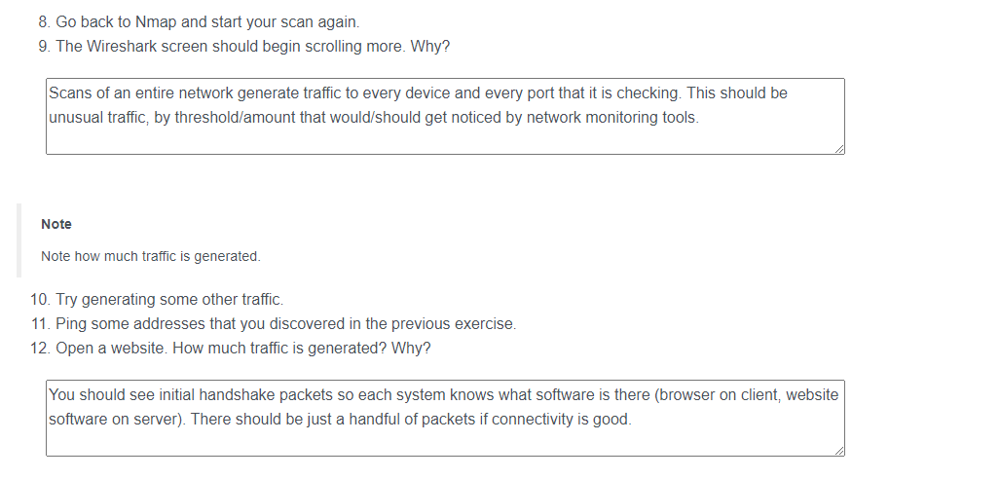 8. Go back to Nmap and start your scan again.
9. The Wireshark screen should begin scrolling more. Why?
Scans of an entire network generate traffic to every device and every port that it is checking. This should be
unusual traffic, by threshold/amount that would/should get noticed by network monitoring tools.
Note
Note how much traffic is generated.
10. Try generating some other traffic.
11. Ping some addresses that you discovered in the previous exercise.
12. Open a website. How much traffic is generated? Why?
You should see initial handshake packets so each system knows what software is there (browser on client, website
software on server). There should be just a handful of packets if connectivity is good.